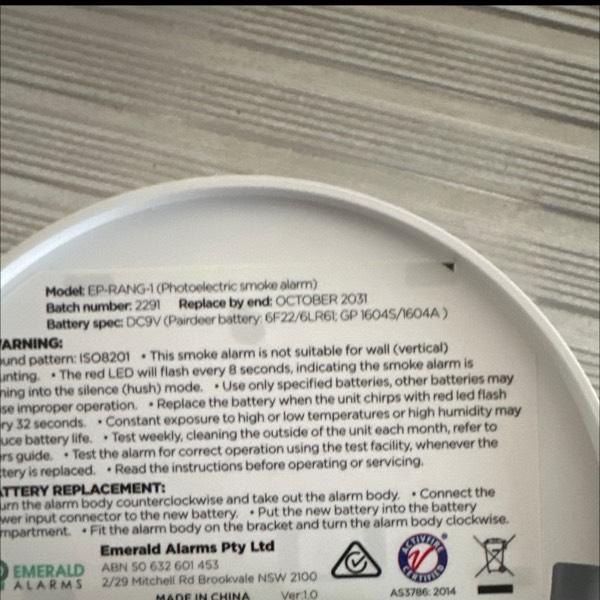 Model: EP-RANG-1 (Photoelectric smoke alarm)
Batch number: 2291 Replace by end: OCTOBER 2031
Battery spec: DC9V (Pairdeer battery: 6F22/6LR61; GP 1604S/1604A )
ARNING:
und pattern: ISO8201 • This smoke alarm is not suitable for wall (vertical)
unting. • The red LED will flash every 8 seconds, indicating the smoke alarm is
ning into the silence (hush) mode. • Use only specified batteries, other batteries may
se improper operation. • Replace the battery when the unit chirps with red led flash
ry 32 seconds. • Constant exposure to high or low temperatures or high humidity may
uce battery life. • Test weekly, cleaning the outside of the unit each month, refer to
rs guide. • Test the alarm for correct operation using the test facility, whenever the
tery is replaced. • Read the instructions before operating or servicing.
ATTERY REPLACEMENT:
urn the alarm body counterclockwise and take out the alarm body. • Connect the
wer input connector to the new battery. • Put the new battery into the battery
mpartment. • Fit the alarm body on the bracket and turn the alarm body clockwise.
Emerald Alarms Pty Ltd
EMERALD
ALARMS
ABN 50 632 601 453
2/29 Mitchell Rd Brookvale NSW 2100
MADE IN CHINA Ver:1.0
ACTIVFIRE
CERTIFIED
AS3786: 2014